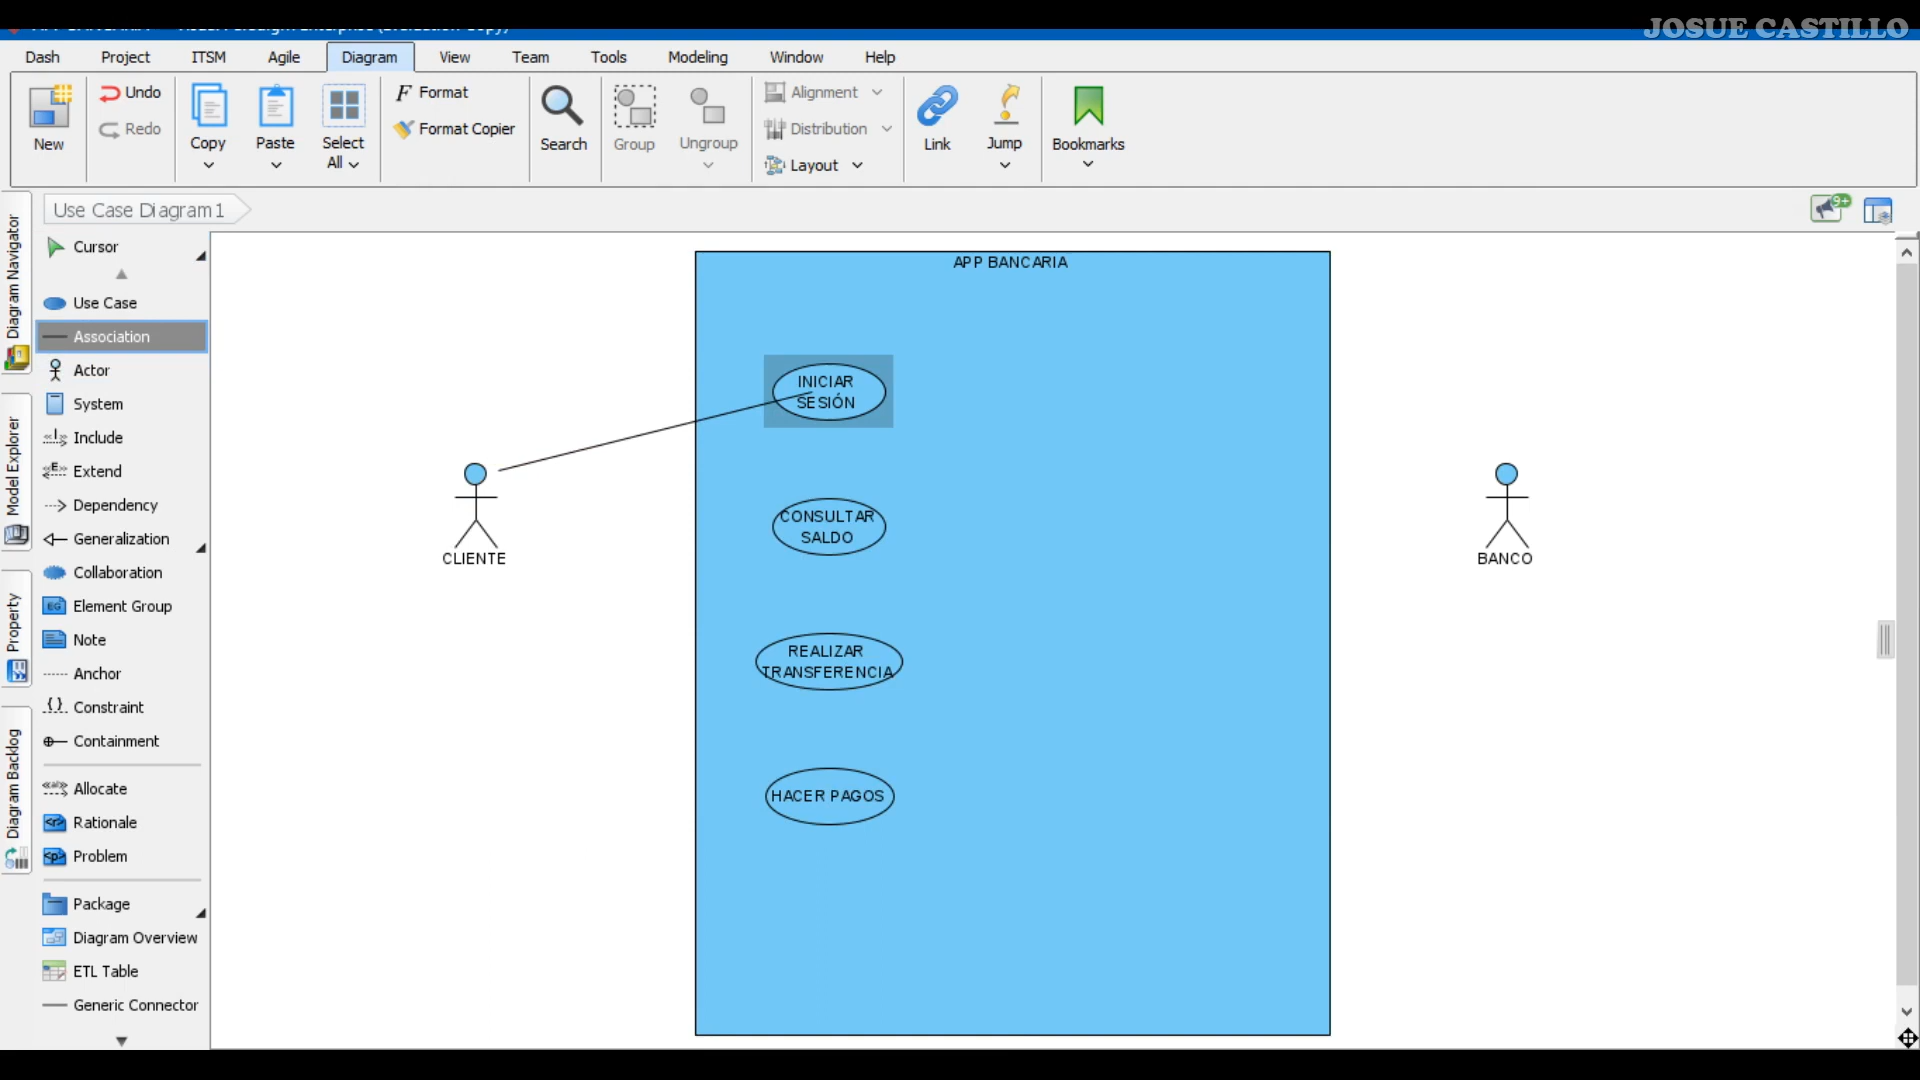 JOSUE CASTILLO
Dash Project ITSM Agile Diagram View Team Tools Modeling Window Help
New
Undo
Redo
Copy
Paste
Select
All
Format
Format Copier
Search
Group
Ungroup
Alignment
Distribution
Layout
Link
Jump
Bookmarks
Use Case Diagram1
9+
Diagram Navigator
Model Explorer
Property
Diagram Backlog
Cursor
Use Case
Association
Actor
System
Include
Extend
Dependency
Generalization
Collaboration
Element Group
Note
Anchor
Constraint
Containment
Allocate
Rationale
Problem
Package
Diagram Overview
ETL Table
Generic Connector
APP BANCARIA
INICIAR
SESIÓN
CONSULTAR
SALDO
REALIZAR
TRANSFERENCIA
HACER PAGOS
CLIENTE
BANCO